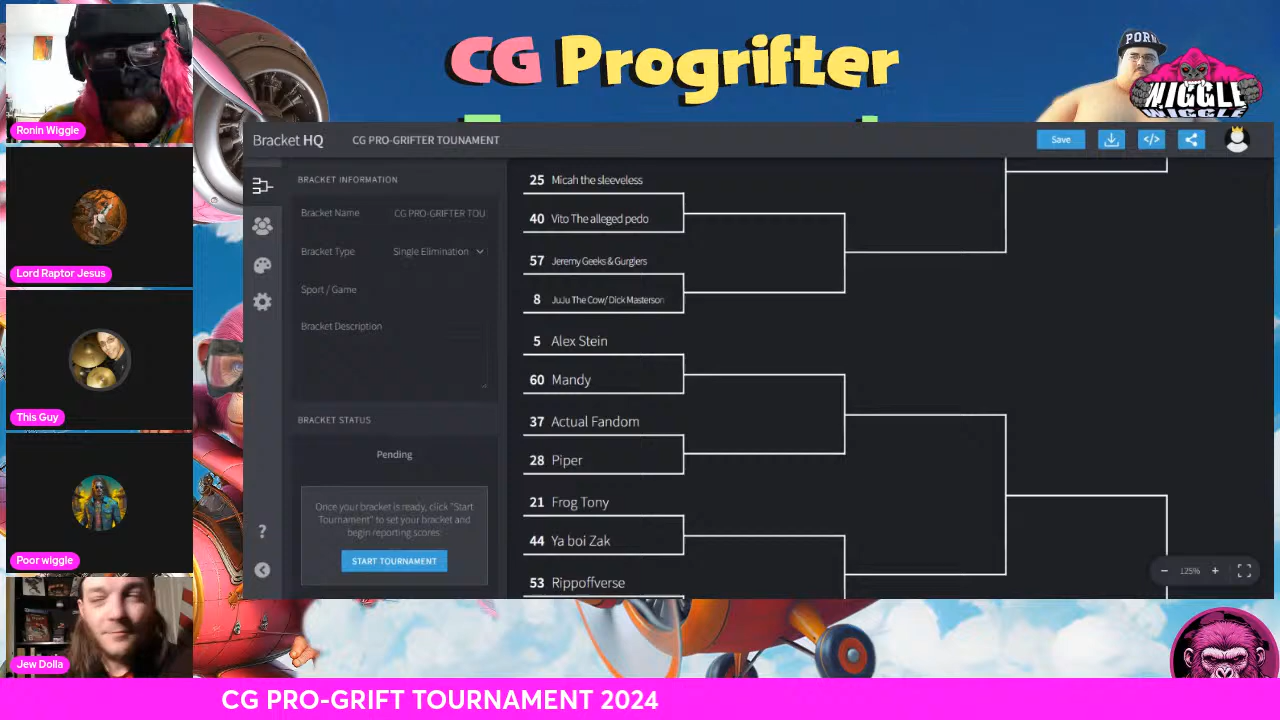 CG Progrifter
PORN
WIGGLE
WIGGLE
Ronin Wiggle
Lord Raptor Jesus
This Guy
Poor wiggle
Jew Dolla
Bracket HQ
CG PRO-GRIFTER TOURNAMENT
Save
</>
BRACKET INFORMATION
Bracket Name CG PRO-GRIFTER TOU
Bracket Type Single Elimination
Sport / Game
Bracket Description
BRACKET STATUS
Pending
Once your bracket is ready, click "Start
Tournament" to set your bracket and
begin reporting scores.
START TOURNAMENT
?
25 Micah the sleeveless
40 Vito The alleged pedo
57 Jeremy Geeks & Gurglers
8 JuJu The Cow/ Dick Masterson
5 Alex Stein
60 Mandy
37 Actual Fandom
28 Piper
21 Frog Tony
44 Ya boi Zak
53 Rippoffverse
− 125% +
CG PRO-GRIFT TOURNAMENT 2024